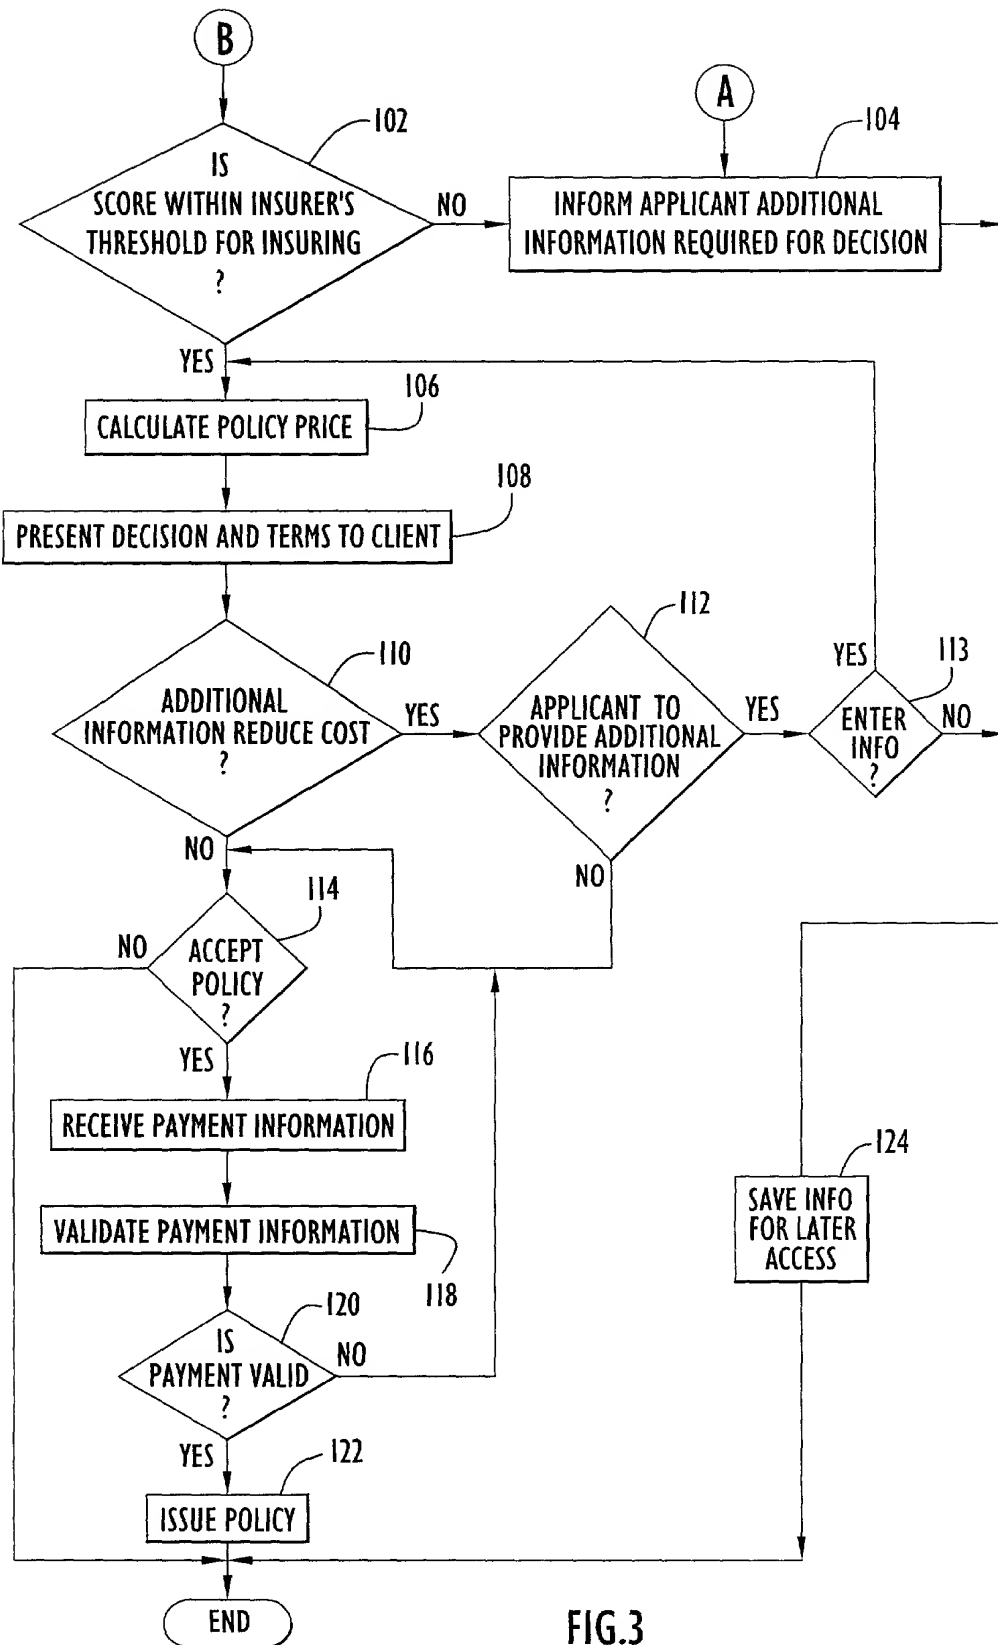 B
A
102
104
IS
SCORE WITHIN INSURER'S
THRESHOLD FOR INSURING
?
NO
INFORM APPLICANT ADDITIONAL
INFORMATION REQUIRED FOR DECISION
YES
106
CALCULATE POLICY PRICE
108
PRESENT DECISION AND TERMS TO CLIENT
110
ADDITIONAL
INFORMATION REDUCE COST
?
YES
112
APPLICANT TO
PROVIDE ADDITIONAL
INFORMATION
?
YES
YES
113
ENTER
INFO
?
NO
NO
NO
114
NO
ACCEPT
POLICY
?
YES
116
RECEIVE PAYMENT INFORMATION
VALIDATE PAYMENT INFORMATION
118
124
SAVE INFO
FOR LATER
ACCESS
120
IS
PAYMENT VALID
?
NO
YES
122
ISSUE POLICY
END
FIG.3